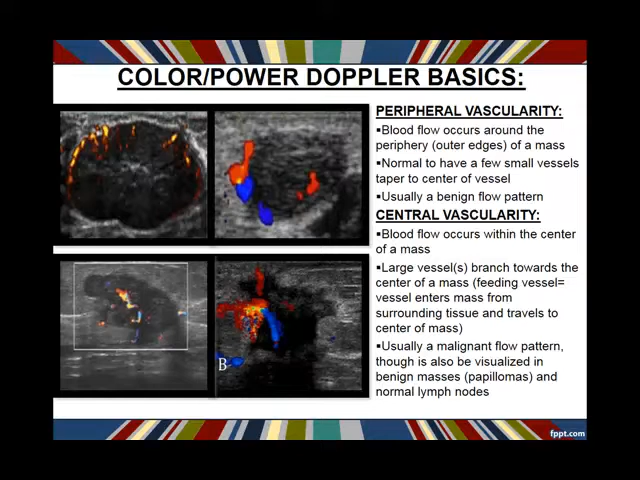 COLOR/POWER DOPPLER BASICS:
PERIPHERAL VASCULARITY:
▪Blood flow occurs around the
periphery (outer edges) of a mass
▪Normal to have a few small vessels
taper to center of vessel
▪Usually a benign flow pattern
CENTRAL VASCULARITY:
▪Blood flow occurs within the center
of a mass
▪Large vessel(s) branch towards the
center of a mass (feeding vessel=
vessel enters mass from
surrounding tissue and travels to
center of mass)
▪Usually a malignant flow pattern,
though is also be visualized in
benign masses (papillomas) and
normal lymph nodes
B
fppt.com